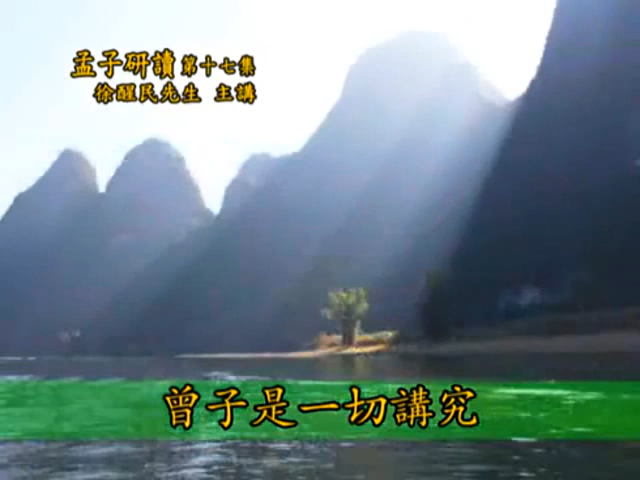 孟子研讀 第十七集
徐醒民先生 主講
曾子是一切講究